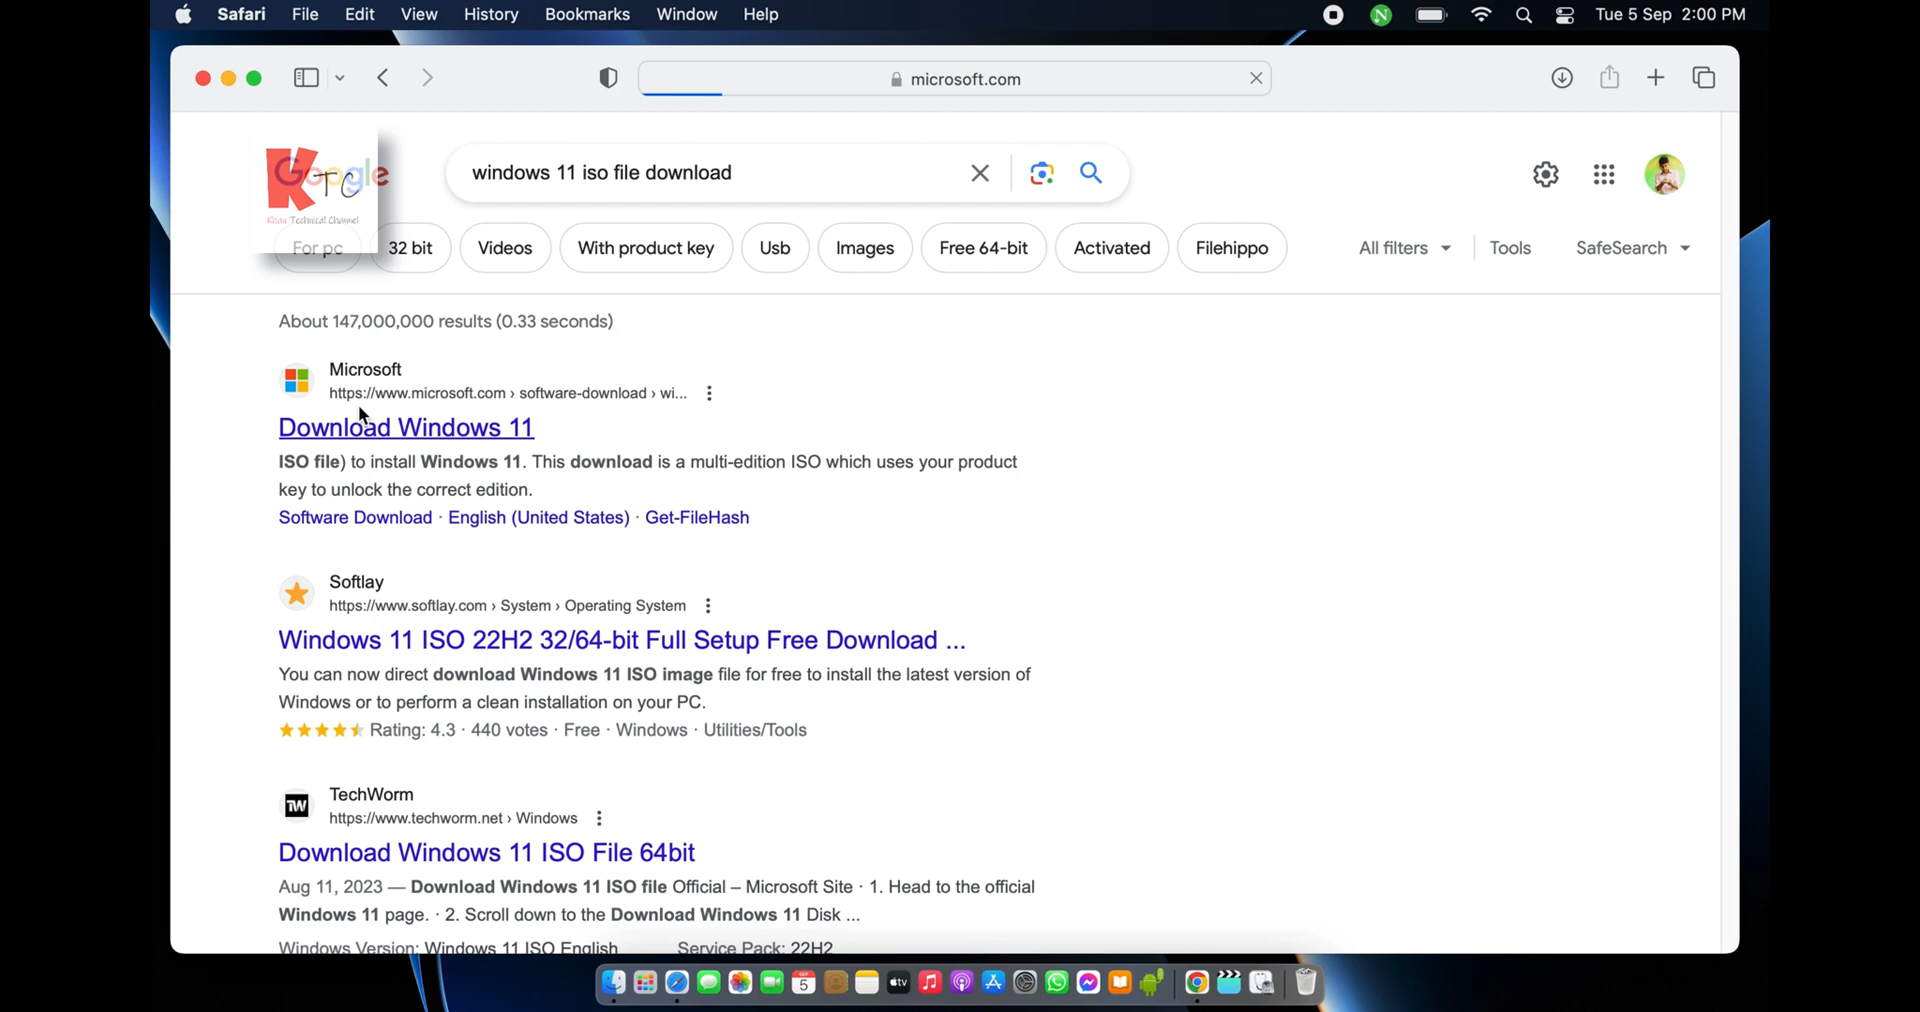 Safari File Edit View History Bookmarks Window Help
N
Tue 5 Sep 2:00 PM
microsoft.com
Google
K TC
Khan Technical Channel
windows 11 iso file download
For pc
32 bit
Videos
With product key
Usb
Images
Free 64-bit
Activated
Filehippo
All filters
Tools
SafeSearch
About 147,000,000 results (0.33 seconds)
Microsoft
https://www.microsoft.com › software-download › wi...
Download Windows 11
ISO file) to install Windows 11. This download is a multi-edition ISO which uses your product
key to unlock the correct edition.
Software Download · English (United States) · Get-FileHash
Softlay
https://www.softlay.com › System › Operating System
Windows 11 ISO 22H2 32/64-bit Full Setup Free Download ...
You can now direct download Windows 11 ISO image file for free to install the latest version of
Windows or to perform a clean installation on your PC.
Rating: 4.3 · 440 votes · Free · Windows · Utilities/Tools
TechWorm
TW
https://www.techworm.net › Windows
Download Windows 11 ISO File 64bit
Aug 11, 2023 — Download Windows 11 ISO file Official – Microsoft Site · 1. Head to the official
Windows 11 page. · 2. Scroll down to the Download Windows 11 Disk ...
Windows Version: Windows 11 ISO English Service Pack: 22H2
5
tv